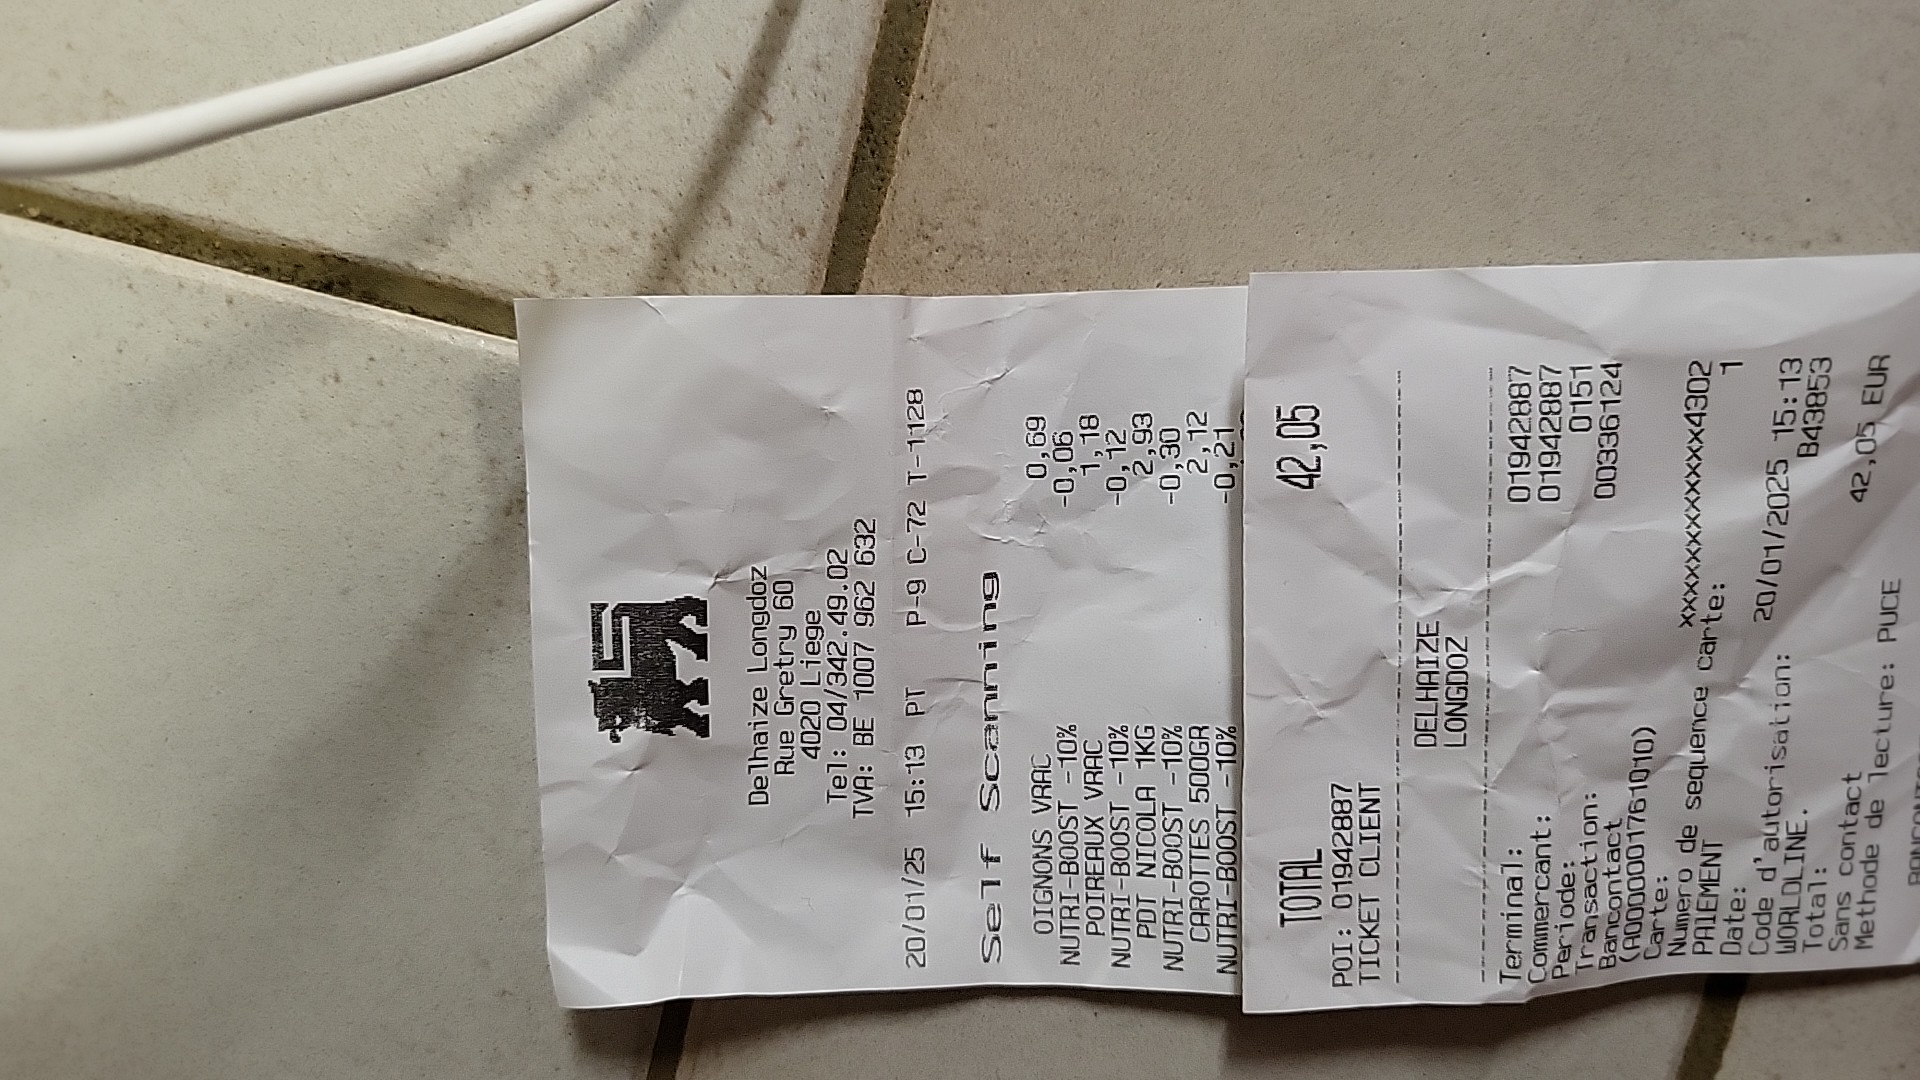 Delhaize Longdoz
Rue Gretry 60
4020 Liege
Tel: 04/342.49.02
TVA: BE 1007 962 632
20/01/25 15:13 PT P-9 C-72 T-1128
Self Scanning
OIGNONS VRAC 0,69
NUTRI-BOOST -10% -0,06
POIREAUX VRAC 1,18
NUTRI-BOOST -10% -0,12
PDT NICOLA 1KG 2,93
NUTRI-BOOST -10% -0,30
CAROTTES 500GR 2,12
NUTRI-BOOST -10% -0,21
TOTAL 42,05
POI: 01942887
TICKET CLIENT
DELHAIZE
LONGDOZ
Terminal: 01942887
Commercant: 01942887
Periode: 0151
Transaction: 00336124
Bancontact
(A000001761010)
Carte: xxxxxxxxxxxxxxx4302
Numero de sequence carte: 1
PAIEMENT
Date: 20/01/2025 15:13
Code d'autorisation: B43853
WORLDLINE.
Total: 42,05 EUR
Sans contact
Methode de lecture: PUCE